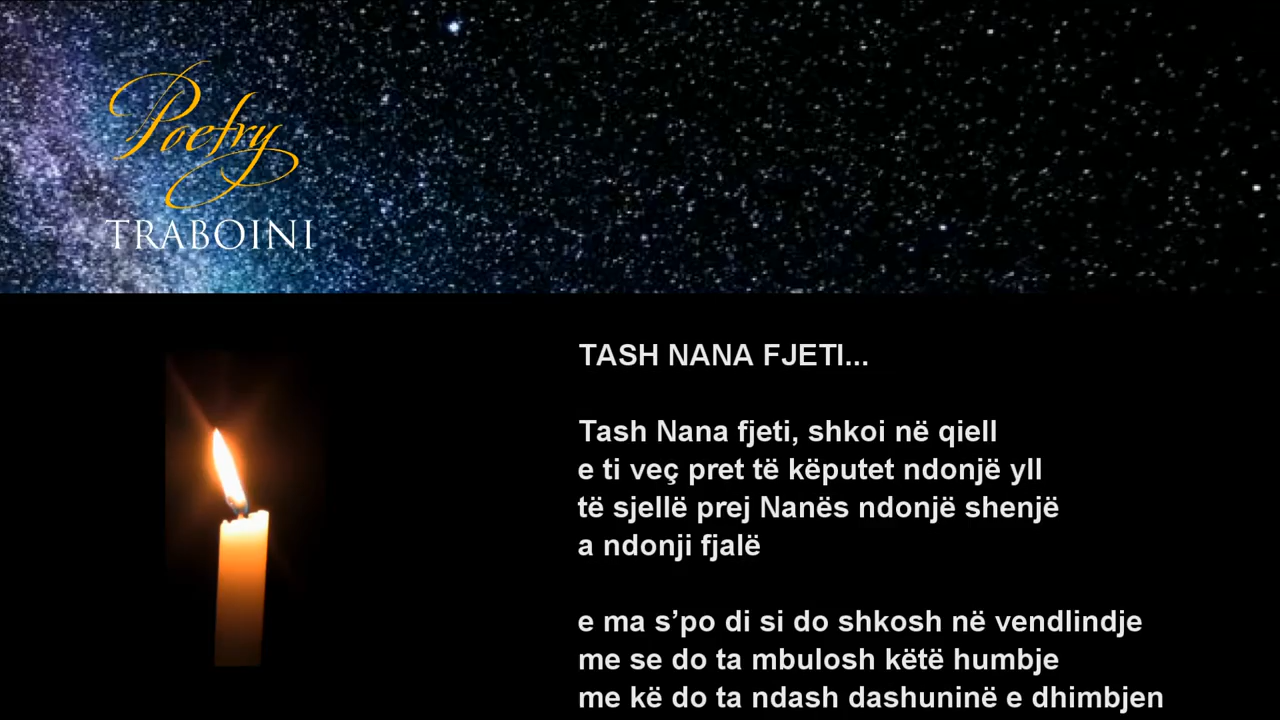 Poetry
TRABOINI
TASH NANA FJETI...
Tash Nana fjeti, shkoi në qiell
e ti veç pret të këputet ndonjë yll
të sjellë prej Nanës ndonjë shenjë
a ndonji fjalë
e ma s’po di si do shkosh në vendlindje
me se do ta mbulosh këtë humbje
me kë do ta ndash dashuninë e dhimbjen